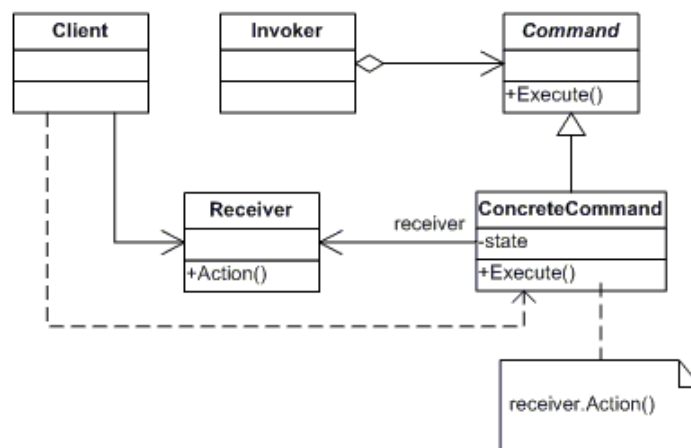 Client
Invoker
Command
+Execute()
Receiver
+Action()
receiver
ConcreteCommand
-state
+Execute()
receiver.Action()